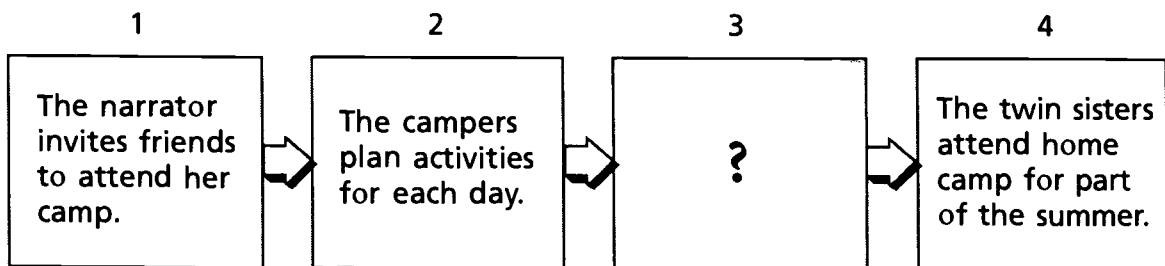 1 2 3 4
The narrator
invites friends
to attend her
camp.
The campers
plan activities
for each day.
?
The twin sisters
attend home
camp for part
of the summer.